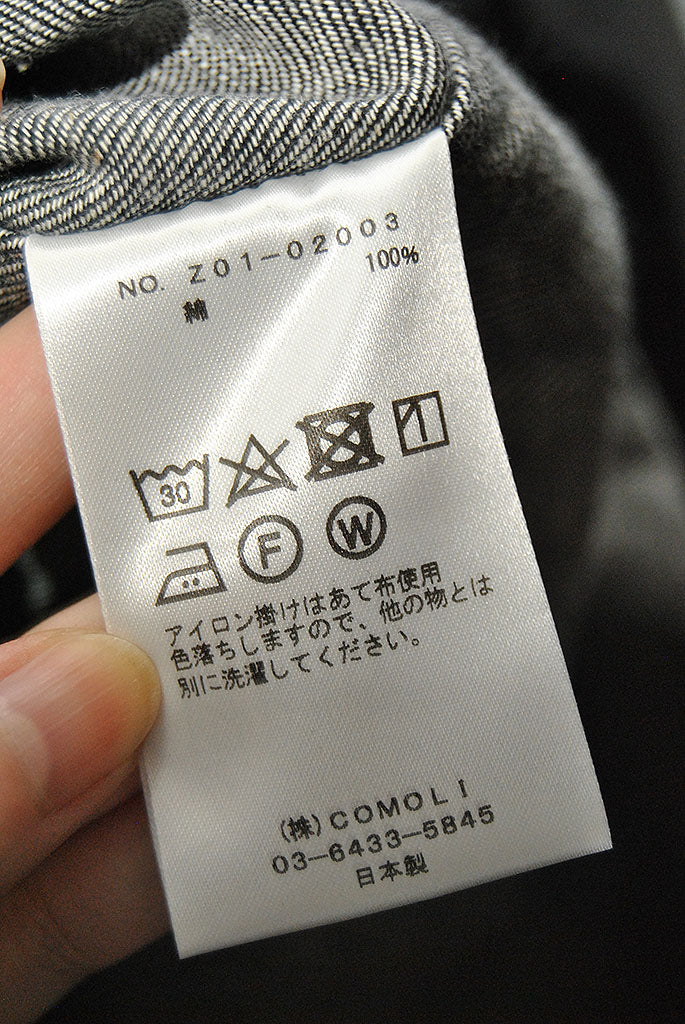 NO. Z01-02003
綿 100%
30
F W
アイロン掛けはあて布使用
色落ちしますので、他の物とは
別に洗濯してください。
(株)COMOLI
03-6433-5845
日本製